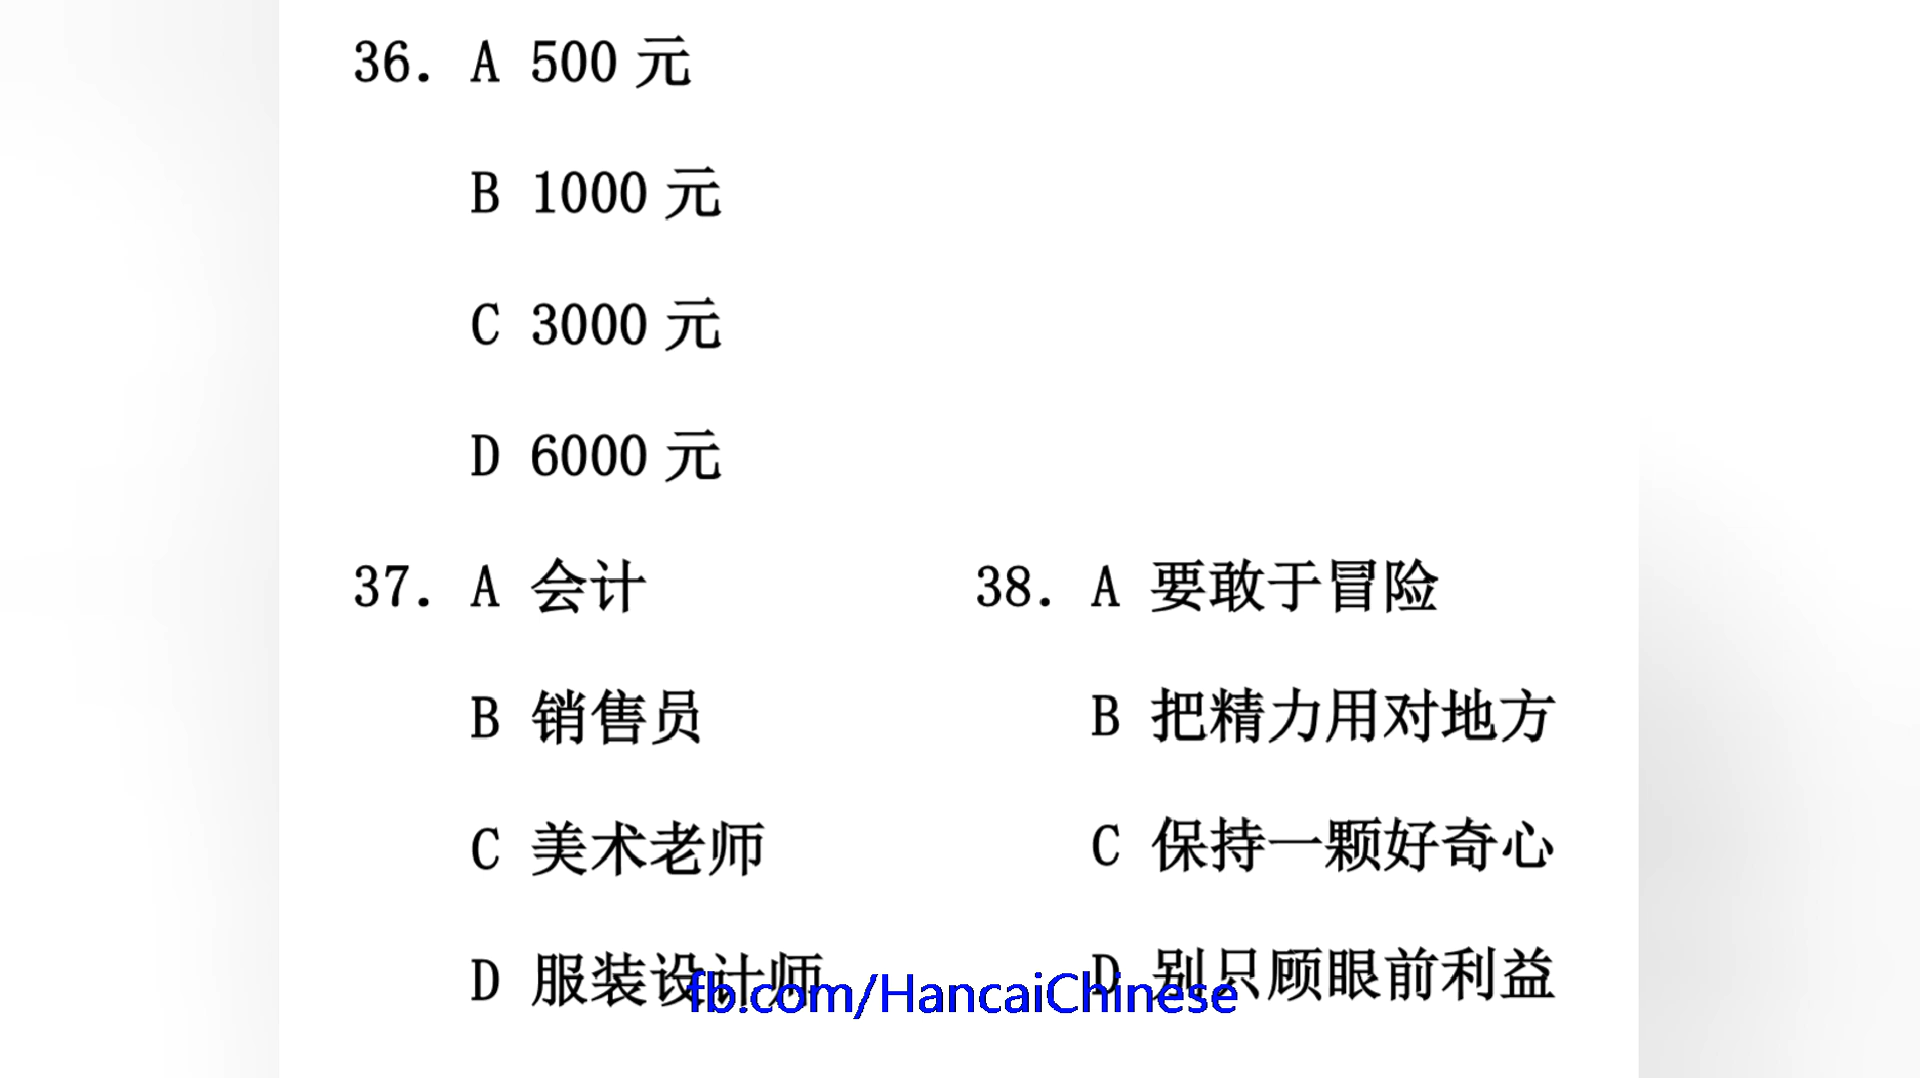 36. A 500 元
B 1000 元
C 3000 元
D 6000 元
37. A 会计
B 销售员
C 美术老师
D 服装设计师
38. A 要敢于冒险
B 把精力用对地方
C 保持一颗好奇心
D 别只顾眼前利益
fb.com/HancaiChinese